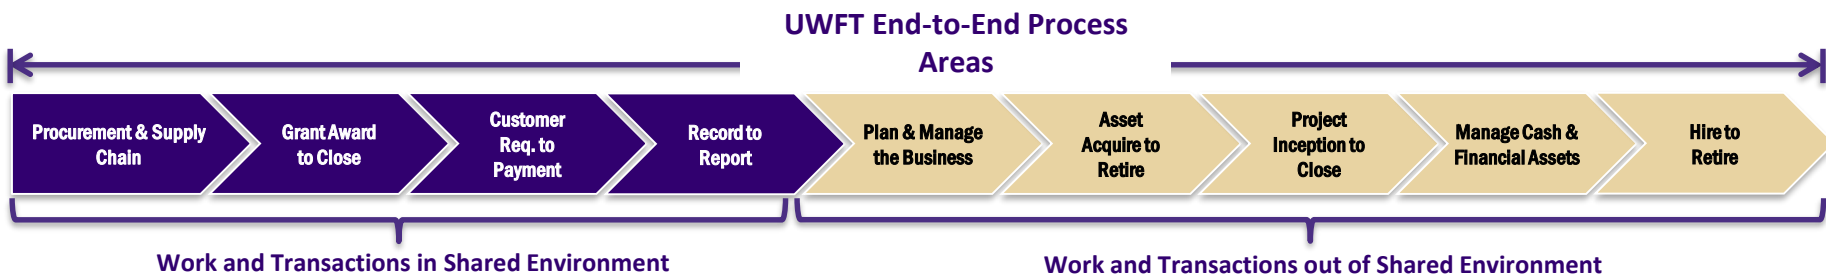 UWFT End-to-End Process
Areas
Procurement & Supply
Chain
Grant Award
to Close
Customer
Req. to
Payment
Record to
Report
Plan & Manage
the Business
Asset
Acquire to
Retire
Project
Inception to
Close
Manage Cash &
Financial Assets
Hire to
Retire
Work and Transactions in Shared Environment
Work and Transactions out of Shared Environment